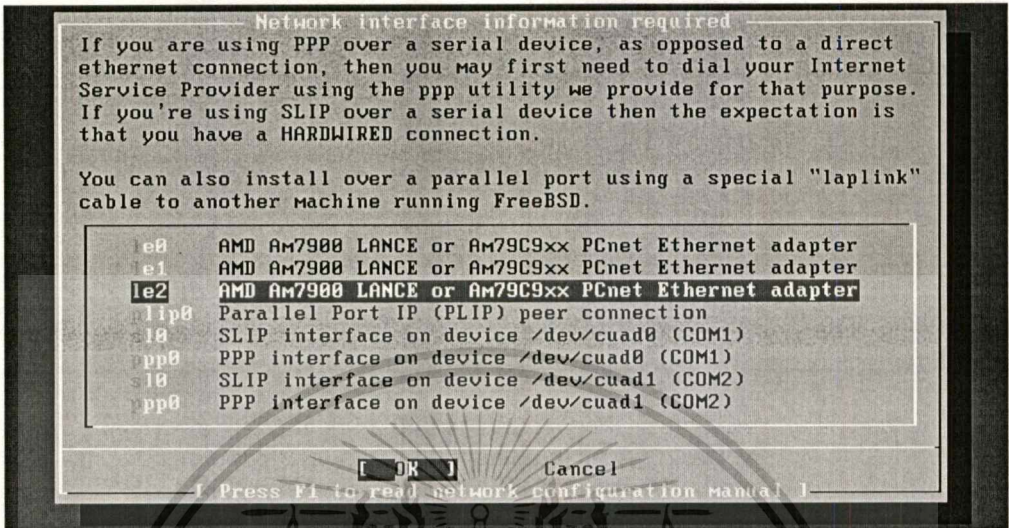 Network interface information required
If you are using PPP over a serial device, as opposed to a direct
ethernet connection, then you may first need to dial your Internet
Service Provider using the ppp utility we provide for that purpose.
If you're using SLIP over a serial device then the expectation is
that you have a HARDWIRED connection.
You can also install over a parallel port using a special "laplink"
cable to another machine running FreeBSD.
le0 AMD Am7900 LANCE or Am79C9xx PCnet Ethernet adapter
le1 AMD Am7900 LANCE or Am79C9xx PCnet Ethernet adapter
le2 AMD Am7900 LANCE or Am79C9xx PCnet Ethernet adapter
plip0 Parallel Port IP (PLIP) peer connection
sl0 SLIP interface on device /dev/cuad0 (COM1)
ppp0 PPP interface on device /dev/cuad0 (COM1)
sl0 SLIP interface on device /dev/cuad1 (COM2)
ppp0 PPP interface on device /dev/cuad1 (COM2)
[ OK ] Cancel
[ Press F1 to read network configuration manual ]